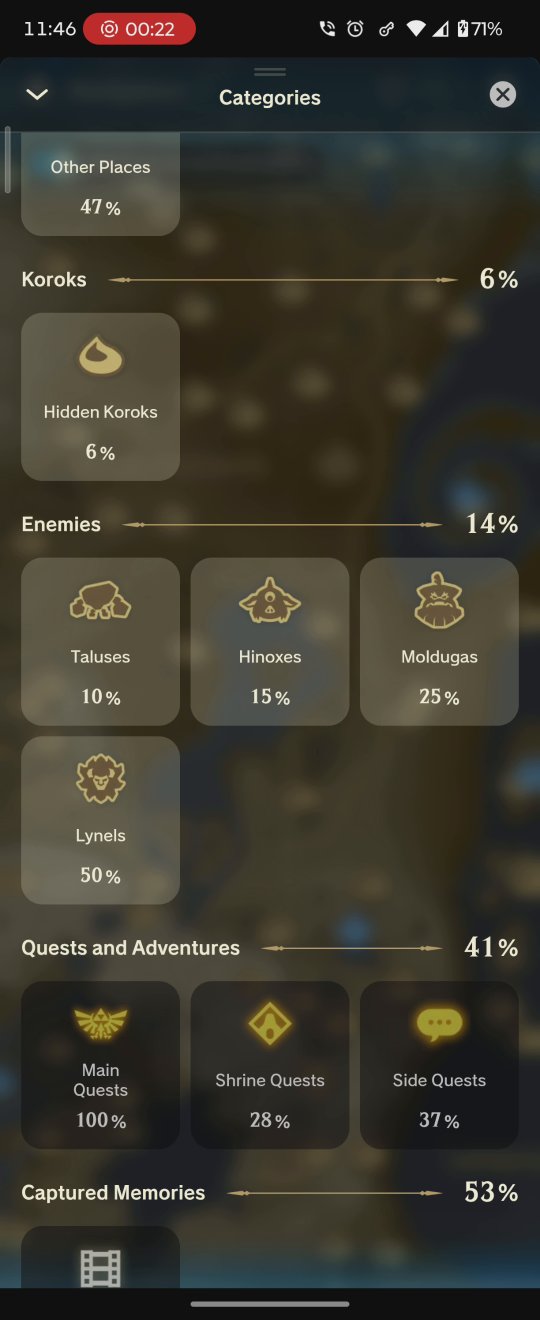 11:46
00:22
71%
Categories
Other Places
47%
Koroks
6%
Hidden Koroks
6%
Enemies
14%
Taluses
10%
Hinoxes
15%
Moldugas
25%
Lynels
50%
Quests and Adventures
41%
Main
Quests
100%
Shrine Quests
28%
Side Quests
37%
Captured Memories
53%